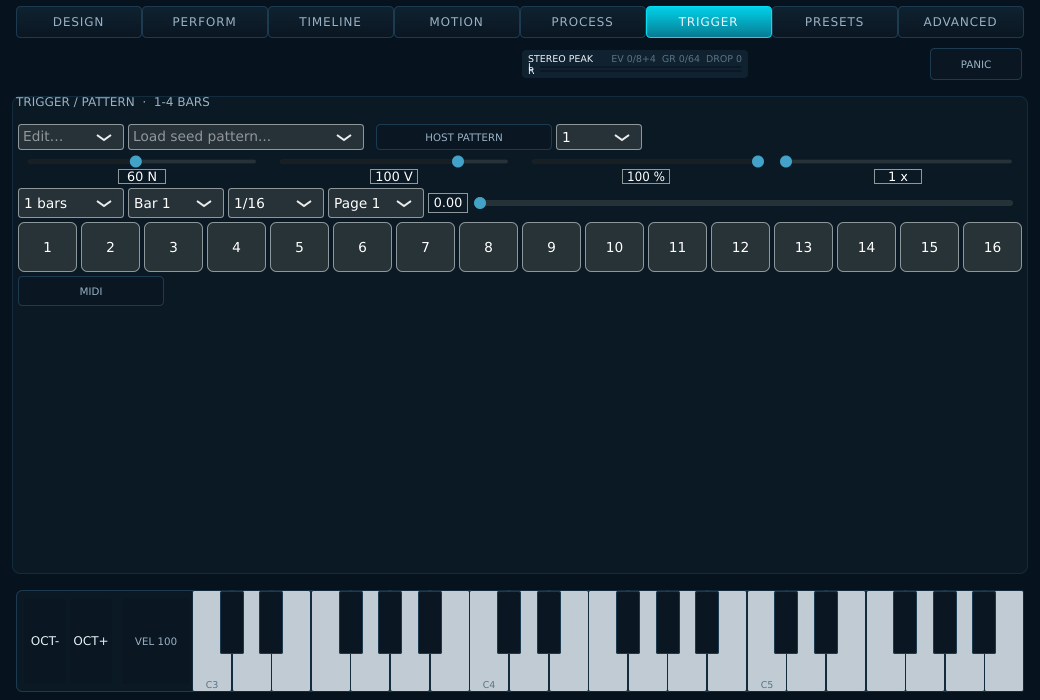 DESIGN PERFORM TIMELINE MOTION PROCESS TRIGGER PRESETS ADVANCED
STEREO PEAK EV 0/8+4 GR 0/64 DROP 0
L
R
PANIC
TRIGGER / PATTERN · 1-4 BARS
Edit... Load seed pattern... HOST PATTERN 1
60 N 100 V 100 % 1 x
1 bars Bar 1 1/16 Page 1 0.00
1 2 3 4 5 6 7 8 9 10 11 12 13 14 15 16
MIDI
OCT- OCT+ VEL 100
C3 C4 C5